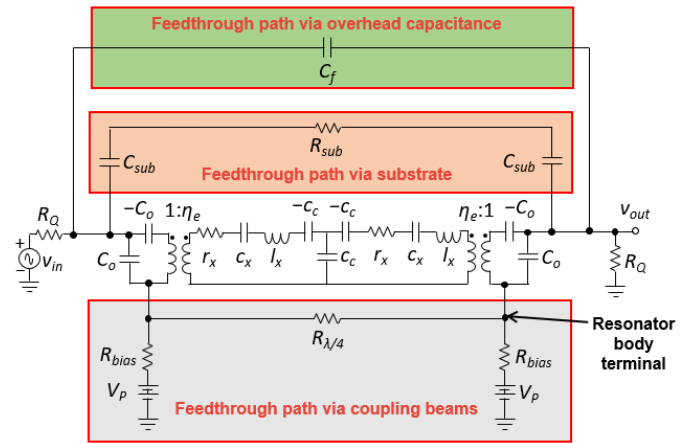 Feedthrough path via overhead capacitance
C_f
R_sub
C_sub
Feedthrough path via substrate
C_sub
−C_o
1:η_e
−c_c −c_c
η_e:1
−C_o
v_out
R_Q
+
−
v_in
C_o
r_x
c_x
l_x
c_c
r_x
c_x
l_x
C_o
R_Q
R_λ/4
Resonator
body
terminal
R_bias
R_bias
V_P
V_P
Feedthrough path via coupling beams